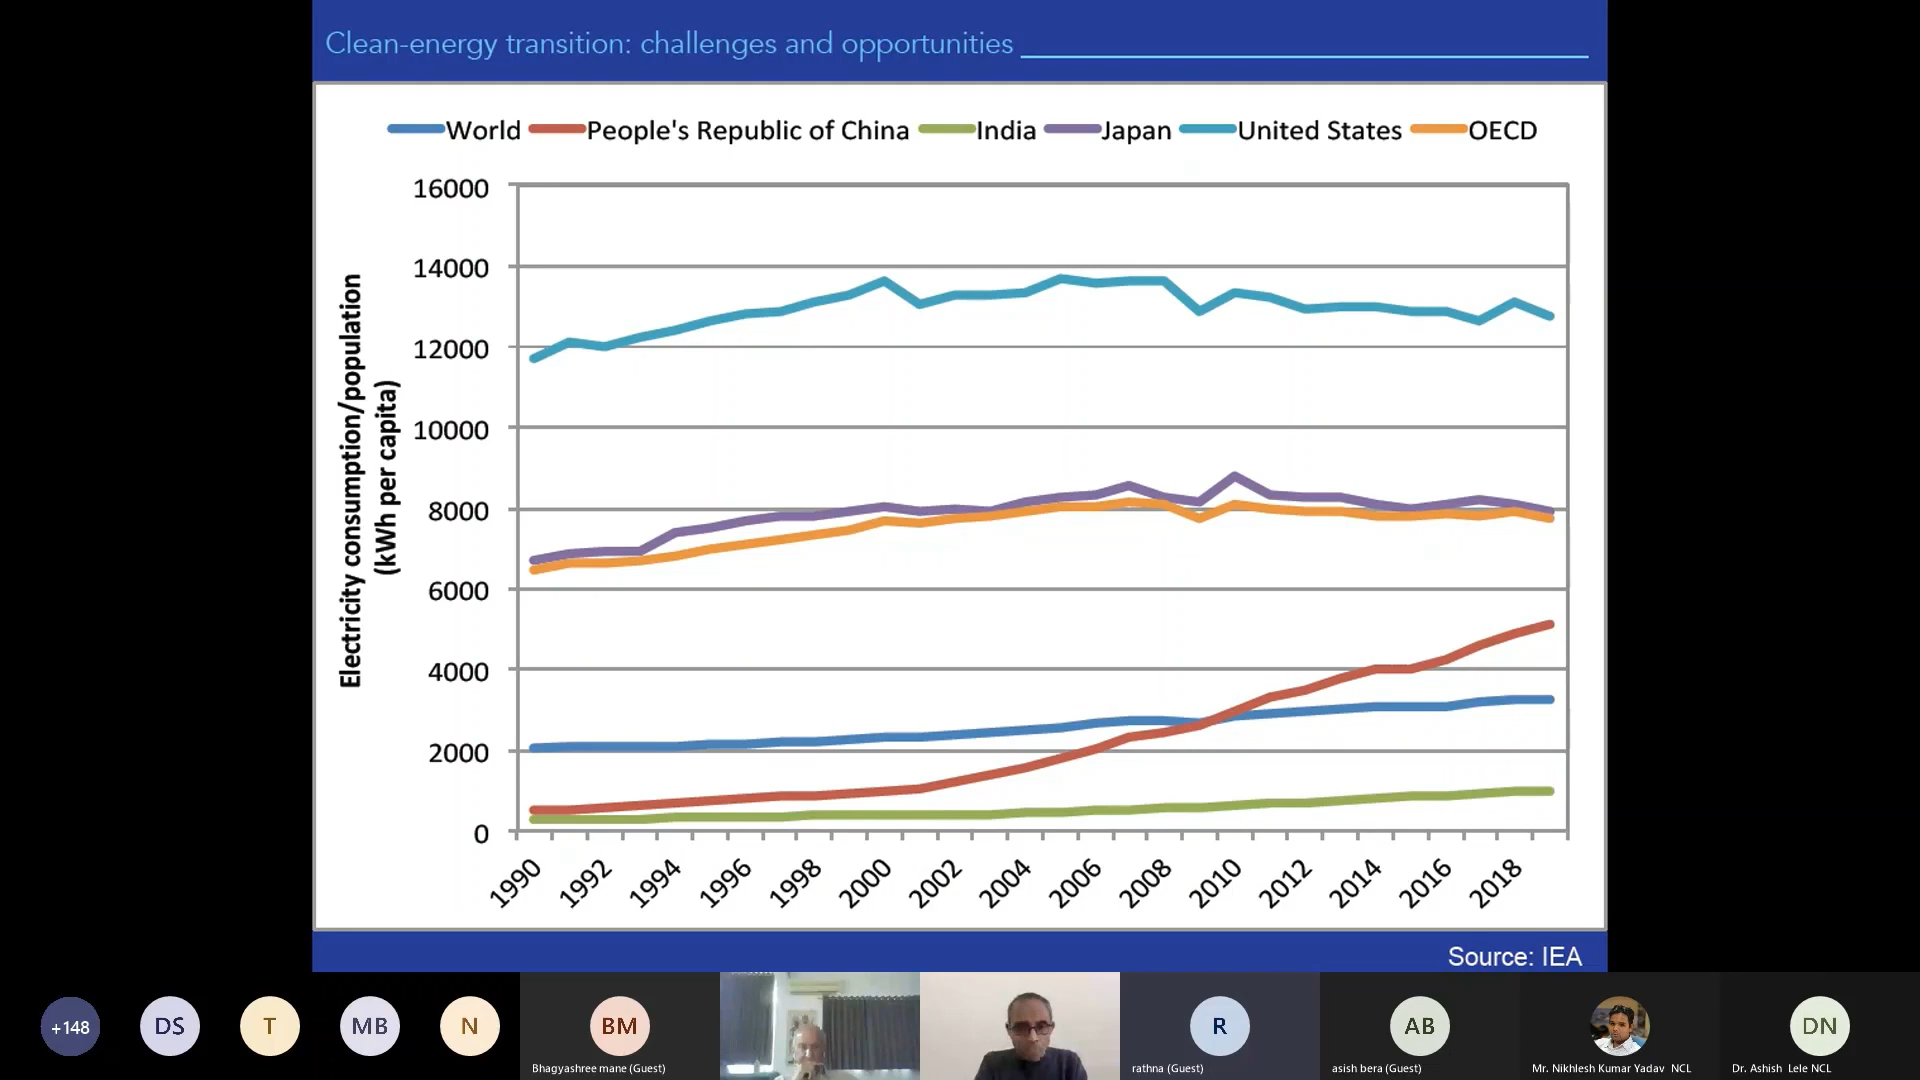 Clean-energy transition: challenges and opportunities
World People's Republic of China India Japan United States OECD
Electricity consumption/population
(kWh per capita)
16000
14000
12000
10000
8000
6000
4000
2000
0
1990 1992 1994 1996 1998 2000 2002 2004 2006 2008 2010 2012 2014 2016 2018
Source: IEA
+148 DS T MB N BM R AB DN
Bhagyashree mane (Guest) rathna (Guest) asish bera (Guest) Mr. Nikhlesh Kumar Yadav NCL Dr. Ashish Lele NCL